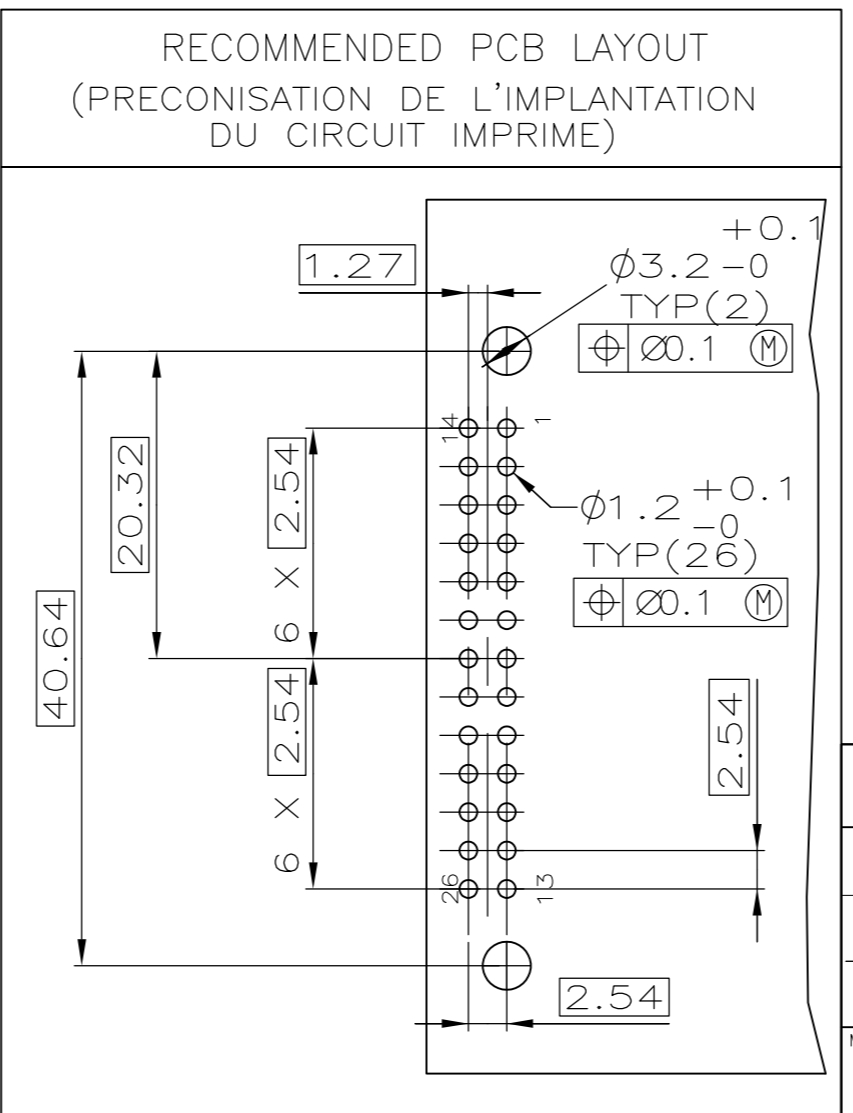 RECOMMENDED PCB LAYOUT
(PRECONISATION DE L'IMPLANTATION
DU CIRCUIT IMPRIME)
+0.1
1.27
Ø3.2 -0
TYP(2)
⌖ Ø0.1 Ⓜ
14
1
20.32
6 X 2.54
Ø1.2 +0.1
-0
TYP(26)
⌖ Ø0.1 Ⓜ
40.64
6 X 2.54
2.54
26
13
2.54